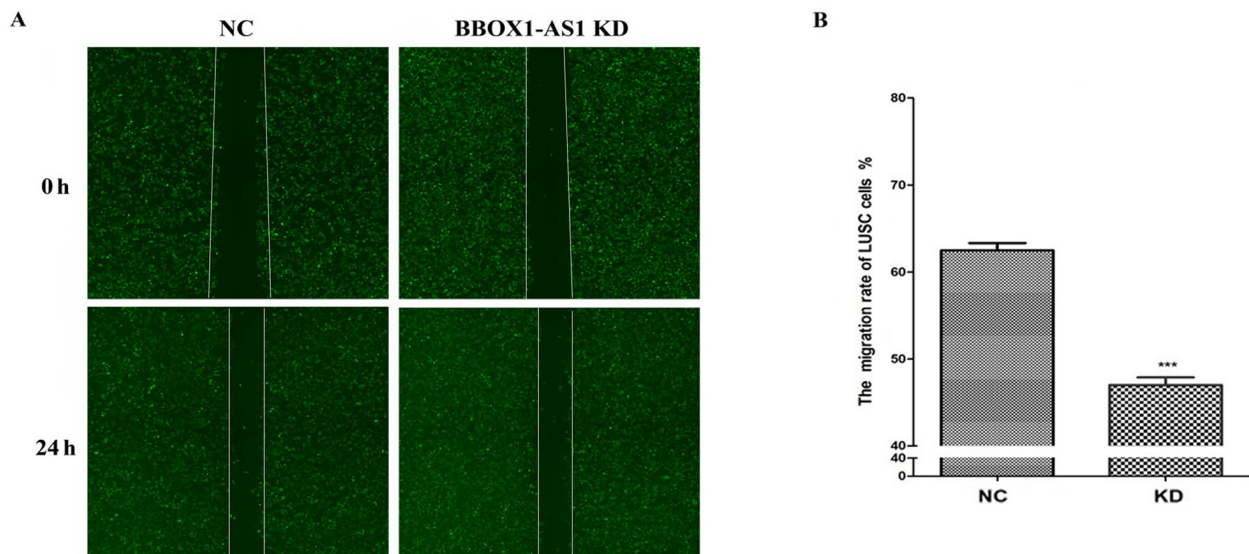 A
NC
BBOX1-AS1 KD
0 h
24 h
B
The migration rate of LUSC cells %
80
70
60
50
40
40
0
***
NC
KD